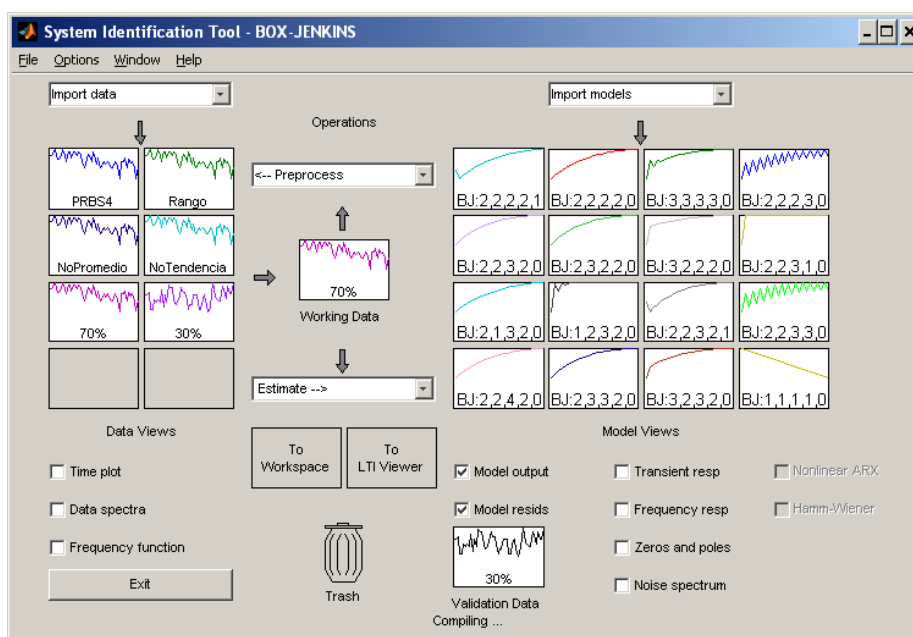 System Identification Tool - BOX-JENKINS
File Options Window Help
Import data
Import models
Operations
PRBS4
Rango
<-- Preprocess
BJ:2,2,2,2,1
BJ:2,2,2,2,0
BJ:3,3,3,3,0
BJ:2,2,2,3,0
NoPromedio
NoTendencia
70%
Working Data
BJ:2,2,3,2,0
BJ:2,3,2,2,0
BJ:3,2,2,2,0
BJ:2,2,3,1,0
70%
30%
BJ:2,1,3,2,0
BJ:1,2,3,2,0
BJ:2,2,3,2,1
BJ:2,2,3,3,0
Estimate -->
BJ:2,2,4,2,0
BJ:2,3,3,2,0
BJ:3,2,3,2,0
BJ:1,1,1,1,0
Data Views
Model Views
To
Workspace
To
LTI Viewer
Time plot
Data spectra
Frequency function
Exit
Trash
Model output
Model resids
30%
Validation Data
Compiling ...
Transient resp
Frequency resp
Zeros and poles
Noise spectrum
Nonlinear ARX
Hamm-Wiener